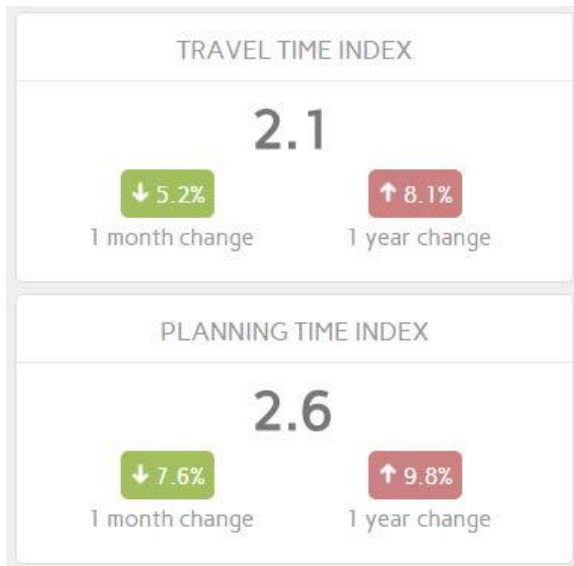 TRAVEL TIME INDEX
2.1
↓ 5.2% ↑ 8.1%
1 month change 1 year change
PLANNING TIME INDEX
2.6
↓ 7.6% ↑ 9.8%
1 month change 1 year change